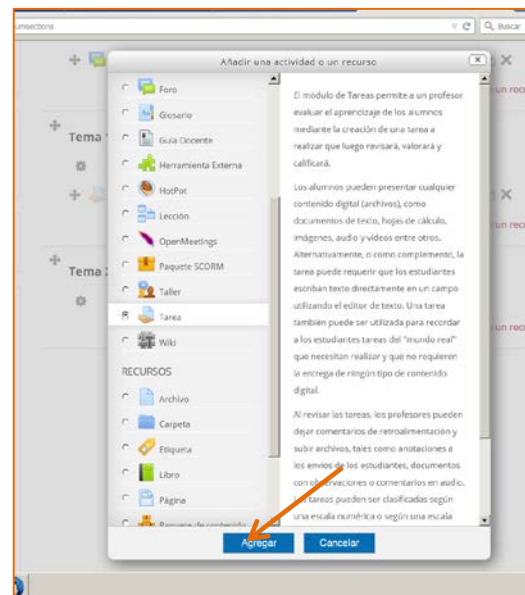 umsections
Buscar
Añadir una actividad o un recurso
X
Foro
Glosario
Guía Docente
Herramienta Externa
HotPot
Lección
OpenMeetings
Paquete SCORM
Taller
Tarea
Wiki
RECURSOS
Archivo
Carpeta
Etiqueta
Libro
Página
Paquete de contenido
El módulo de Tareas permite a un profesor
evaluar el aprendizaje de los alumnos
mediante la creación de una tarea a
realizar que luego revisará, valorará y
calificará.
Los alumnos pueden presentar cualquier
contenido digital (archivos), como
documentos de texto, hojas de cálculo,
imágenes, audio y vídeos entre otros.
Alternativamente, o como complemento, la
tarea puede requerir que los estudiantes
escriban texto directamente en un campo
utilizando el editor de texto. Una tarea
también puede ser utilizada para recordar
a los estudiantes tareas del "mundo real"
que necesitan realizar y que no requieren
la entrega de ningún tipo de contenido
digital.
Al revisar las tareas, los profesores pueden
dejar comentarios de retroalimentación y
subir archivos, tales como anotaciones a
los envíos de los estudiantes, documentos
con observaciones o comentarios en audio.
Las tareas pueden ser clasificadas según
una escala numérica o según una escala
Agregar
Cancelar
Tema 1
Tema 2
un rec
un rec
un rec